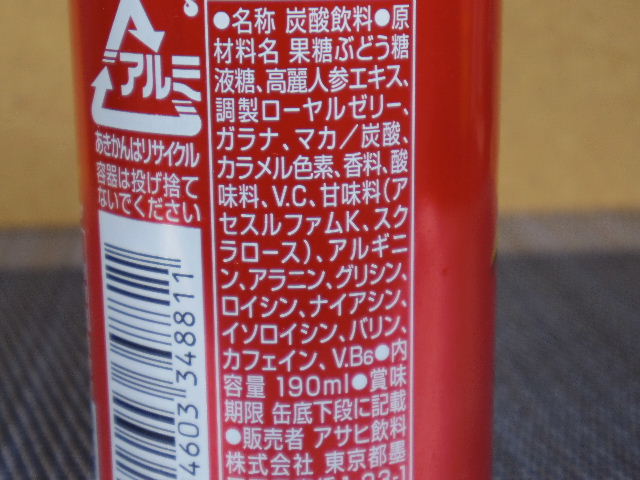 アルミ
あきかんはリサイクル
容器は投げ捨て
ないでください
4603 348811
●名称 炭酸飲料●原
材料名 果糖ぶどう糖
液糖、高麗人参エキス、
調製ローヤルゼリー、
ガラナ、マカ/炭酸、
カラメル色素、香料、酸
味料、V.C、甘味料(ア
セスルファムK、スク
ラロース)、アルギニ
ン、アラニン、グリシン、
ロイシン、ナイアシン、
イソロイシン、バリン、
カフェイン、V.B6●内
容量 190ml●賞味
期限 缶底下段に記載
●販売者 アサヒ飲料
株式会社 東京都墨